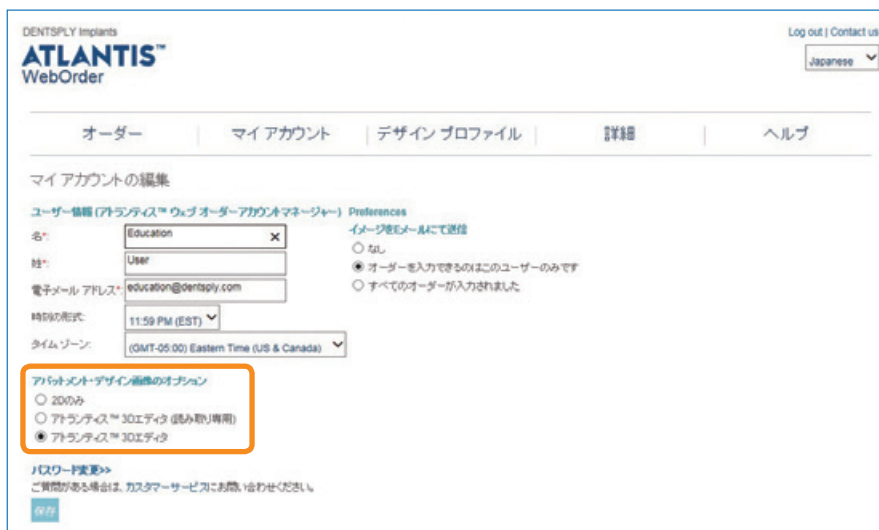 DENTSPLY Implants
ATLANTIS™
WebOrder
Log out | Contact us
Japanese
オーダー | マイ アカウント | デザイン プロファイル | 詳細 | ヘルプ
マイ アカウントの編集
ユーザー情報 (アトランティス™ ウェブ オーダーアカウントマネージャー)
名*: Education
姓*: User
電子メール アドレス*: education@dentsply.com
時刻の形式: 11:59 PM (EST)
タイム ゾーン: (GMT-05:00) Eastern Time (US & Canada)
Preferences
イメージをEメールにて送信
なし
オーダーを入力できるのはこのユーザーのみです
すべてのオーダーが入力されました
アバットメント・デザイン画像のオプション
2Dのみ
アトランティス™ 3Dエディタ (読み取り専用)
アトランティス™ 3Dエディタ
パスワード変更>>
ご質問がある場合は、カスタマーサービスにお問い合わせください。
保存